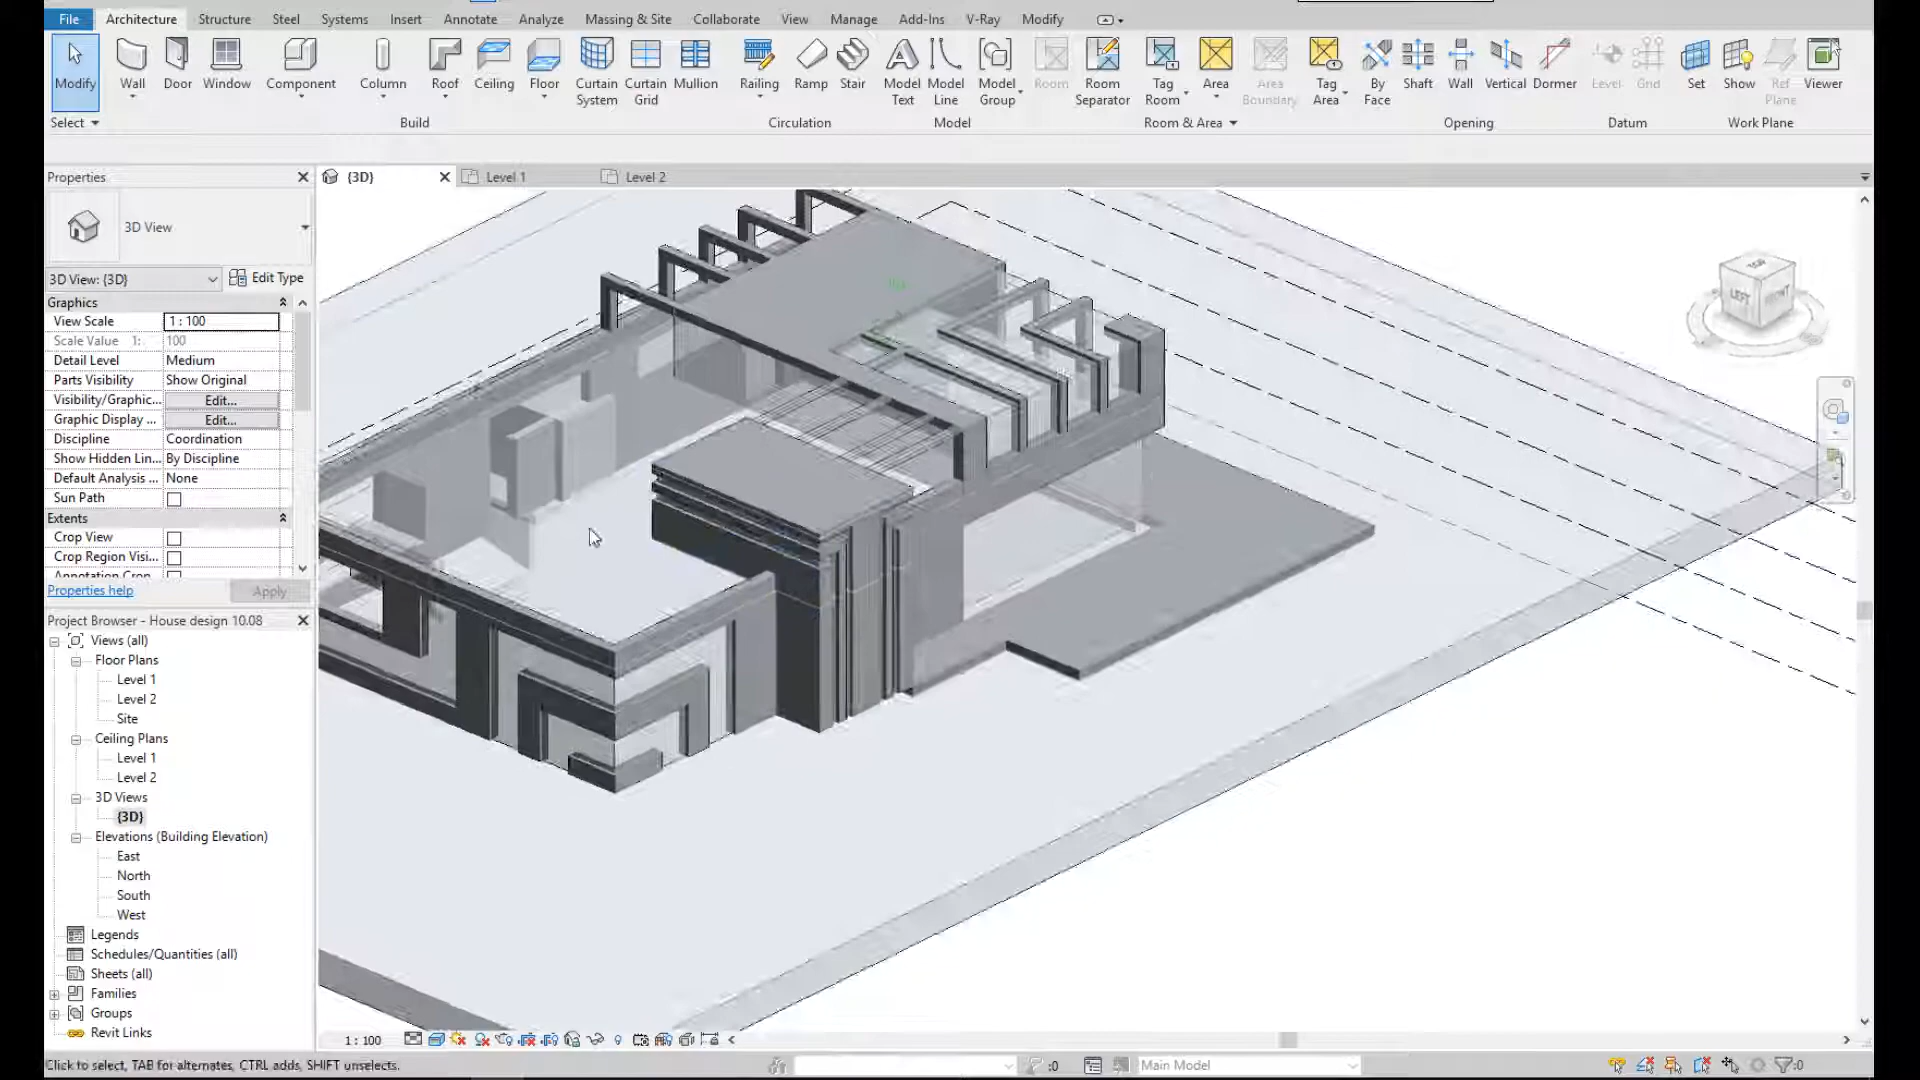 File Architecture Structure Steel Systems Insert Annotate Analyze Massing & Site Collaborate View Manage Add-Ins V-Ray Modify
Modify Wall Door Window Component Column Roof Ceiling Floor Curtain System Curtain Grid Mullion Railing Ramp Stair Model Text Model Line Model Group Room Room Separator Tag Room Area Area Boundary Tag Area By Face Shaft Wall Vertical Dormer Level Grid Set Show Ref Plane Viewer
Select Build Circulation Model Room & Area Opening Datum Work Plane
Properties
{3D} Level 1 Level 2
3D View
3D View: {3D} Edit Type
Graphics
View Scale 1 : 100
Scale Value 1: 100
Detail Level Medium
Parts Visibility Show Original
Visibility/Graphic... Edit...
Graphic Display ... Edit...
Discipline Coordination
Show Hidden Lin... By Discipline
Default Analysis ... None
Sun Path
Extents
Crop View
Crop Region Visi...
Annotation Crop
Properties help Apply
Project Browser - House design 10.08
Views (all)
Floor Plans
Level 1
Level 2
Site
Ceiling Plans
Level 1
Level 2
3D Views
{3D}
Elevations (Building Elevation)
East
North
South
West
Legends
Schedules/Quantities (all)
Sheets (all)
Families
Groups
Revit Links
TOP
LEFT FRONT
1 : 100
Click to select, TAB for alternates, CTRL adds, SHIFT unselects.
:0 Main Model :0